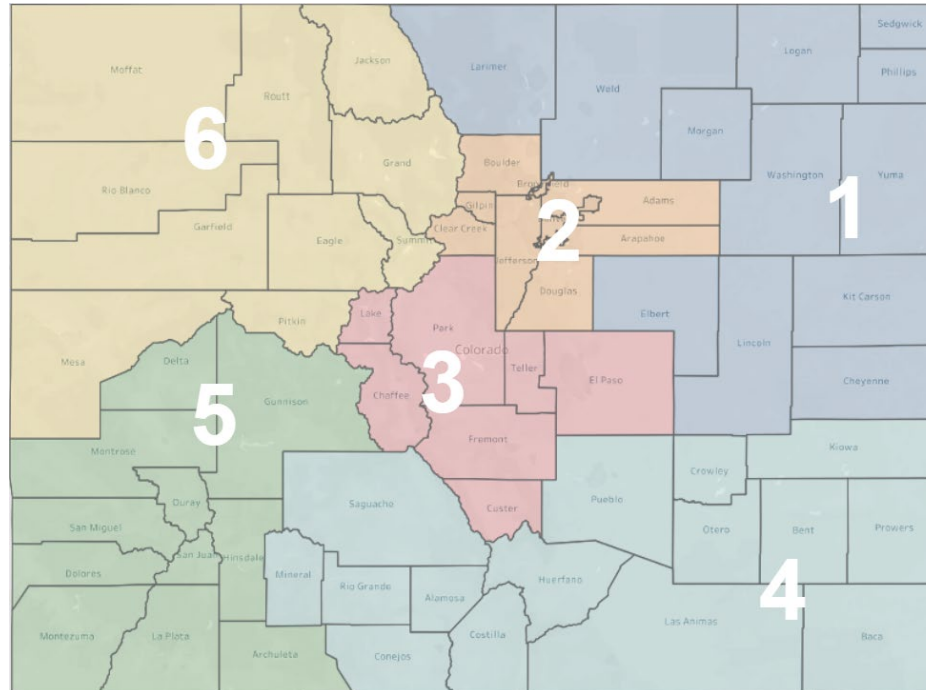 Sedgwick
Logan
Jackson
Moffat
Larimer
Phillips
Weld
Routt
6
Morgan
Grand
Boulder
Washington
Yuma
Rio Blanco
Broomfield
Adams
Gilpin
1
2
Garfield
Clear Creek
Eagle
Summit
Arapahoe
Jefferson
Douglas
Kit Carson
Pitkin
Lake
Elbert
Park
Mesa
Colorado
Lincoln
Delta
Teller
3
El Paso
Cheyenne
Chaffee
Gunnison
5
Kiowa
Fremont
Montrose
Crowley
Pueblo
Ouray
Saguache
Custer
San Miguel
Otero
Bent
Prowers
San Juan
Hinsdale
Dolores
Mineral
Rio Grande
Huerfano
4
Alamosa
Las Animas
Montezuma
La Plata
Costilla
Baca
Archuleta
Conejos